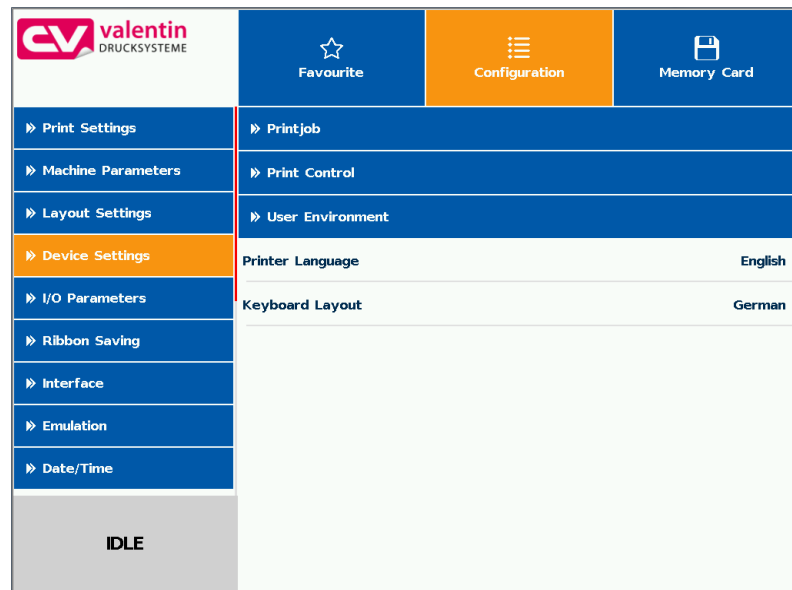 valentin
DRUCKSYSTEME
Favourite
Configuration
Memory Card
Print Settings
Machine Parameters
Layout Settings
Device Settings
I/O Parameters
Ribbon Saving
Interface
Emulation
Date/Time
IDLE
Printjob
Print Control
User Environment
Printer Language English
Keyboard Layout German